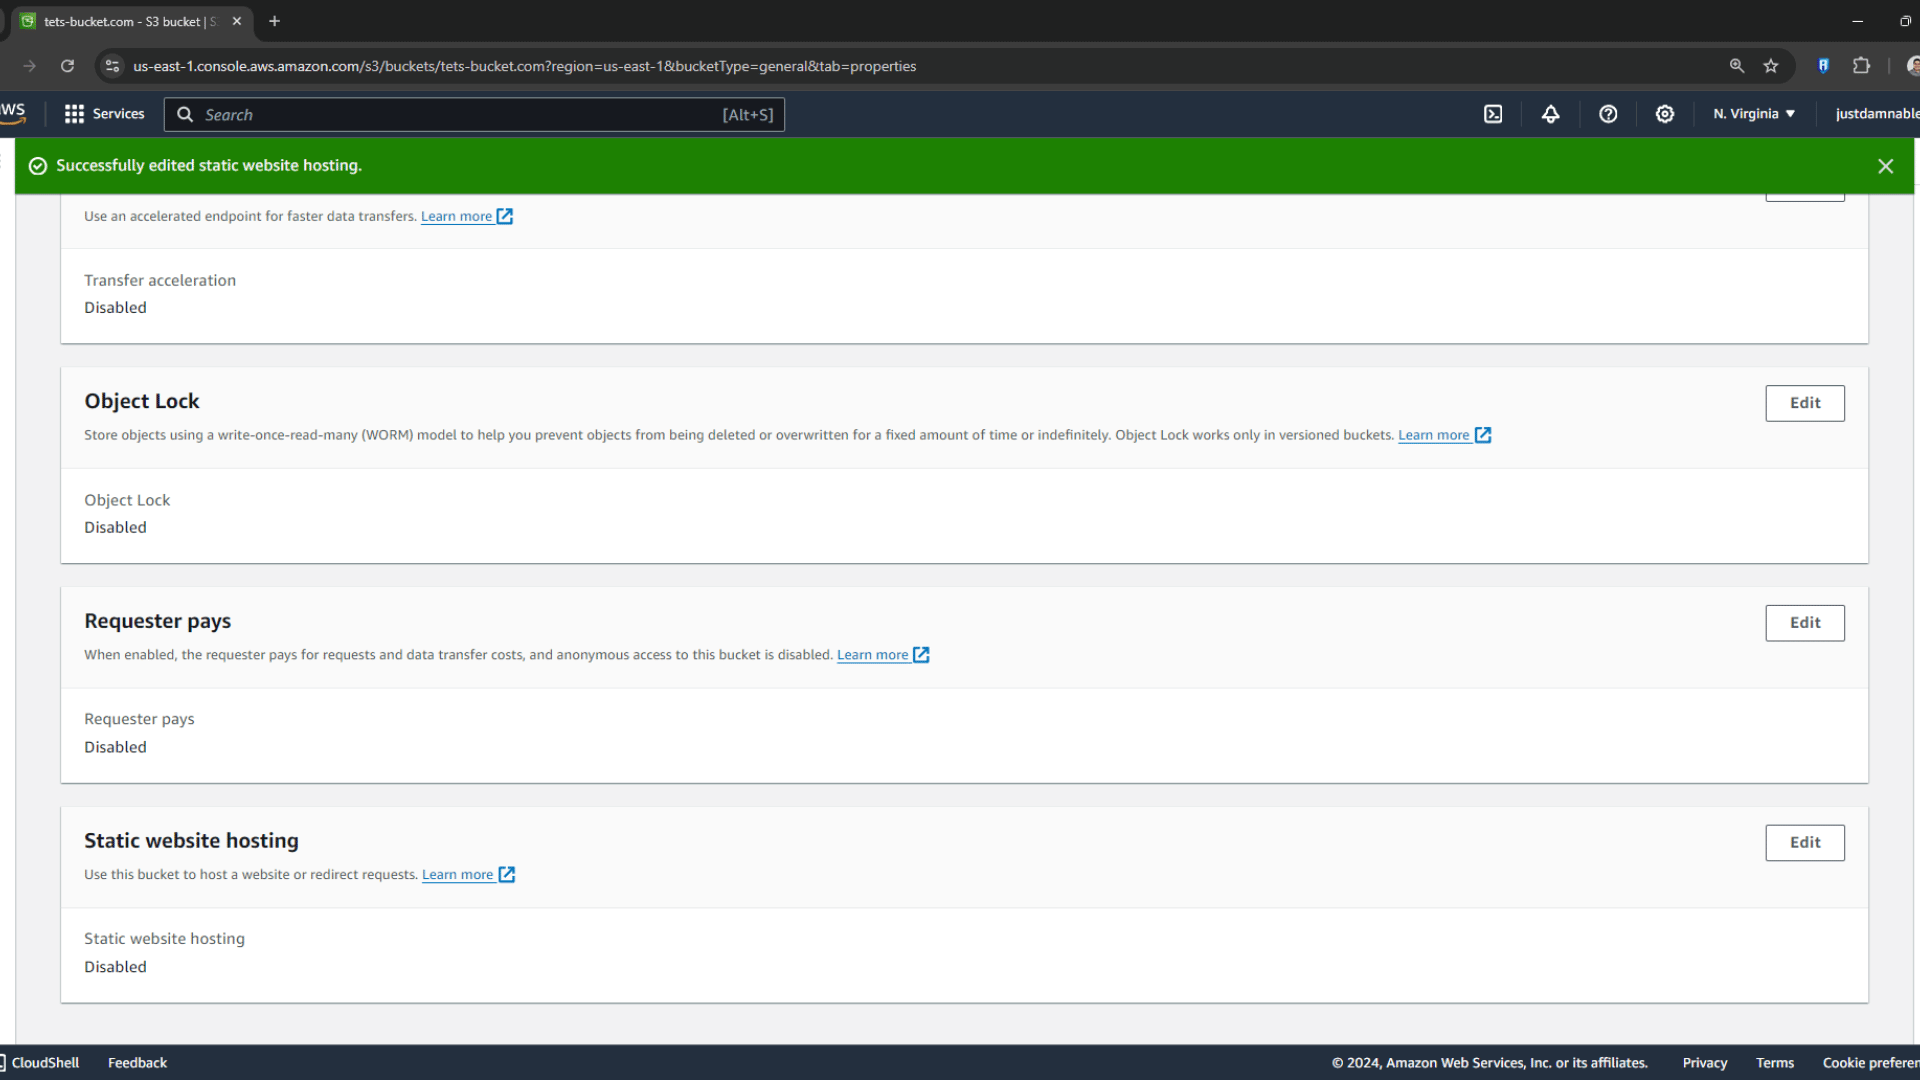 tets-bucket.com - S3 bucket | S
us-east-1.console.aws.amazon.com/s3/buckets/tets-bucket.com?region=us-east-1&bucketType=general&tab=properties
aws
Services
Search
[Alt+S]
N. Virginia ▼
justdamnable
Successfully edited static website hosting.
Use an accelerated endpoint for faster data transfers. Learn more
Transfer acceleration
Disabled
Object Lock
Edit
Store objects using a write-once-read-many (WORM) model to help you prevent objects from being deleted or overwritten for a fixed amount of time or indefinitely. Object Lock works only in versioned buckets. Learn more
Object Lock
Disabled
Requester pays
Edit
When enabled, the requester pays for requests and data transfer costs, and anonymous access to this bucket is disabled. Learn more
Requester pays
Disabled
Static website hosting
Edit
Use this bucket to host a website or redirect requests. Learn more
Static website hosting
Disabled
CloudShell
Feedback
© 2024, Amazon Web Services, Inc. or its affiliates.
Privacy
Terms
Cookie preferen